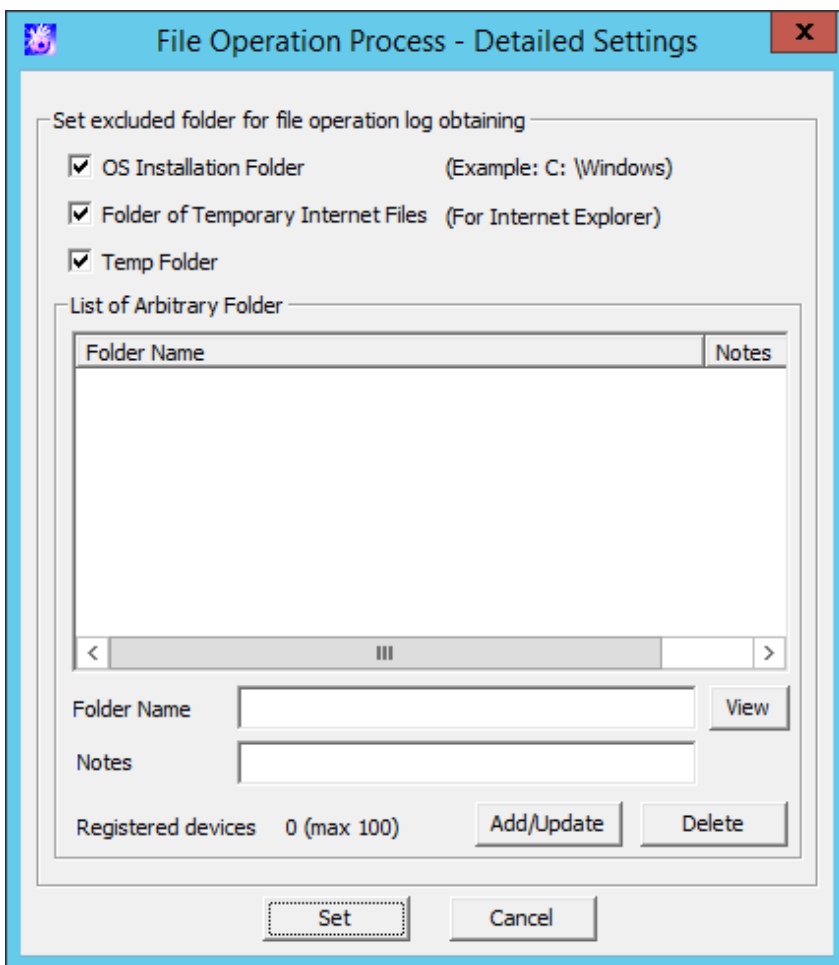 File Operation Process - Detailed Settings
x
Set excluded folder for file operation log obtaining
OS Installation Folder (Example: C: \Windows)
Folder of Temporary Internet Files (For Internet Explorer)
Temp Folder
List of Arbitrary Folder
Folder Name Notes
Folder Name View
Notes
Registered devices 0 (max 100) Add/Update Delete
Set Cancel